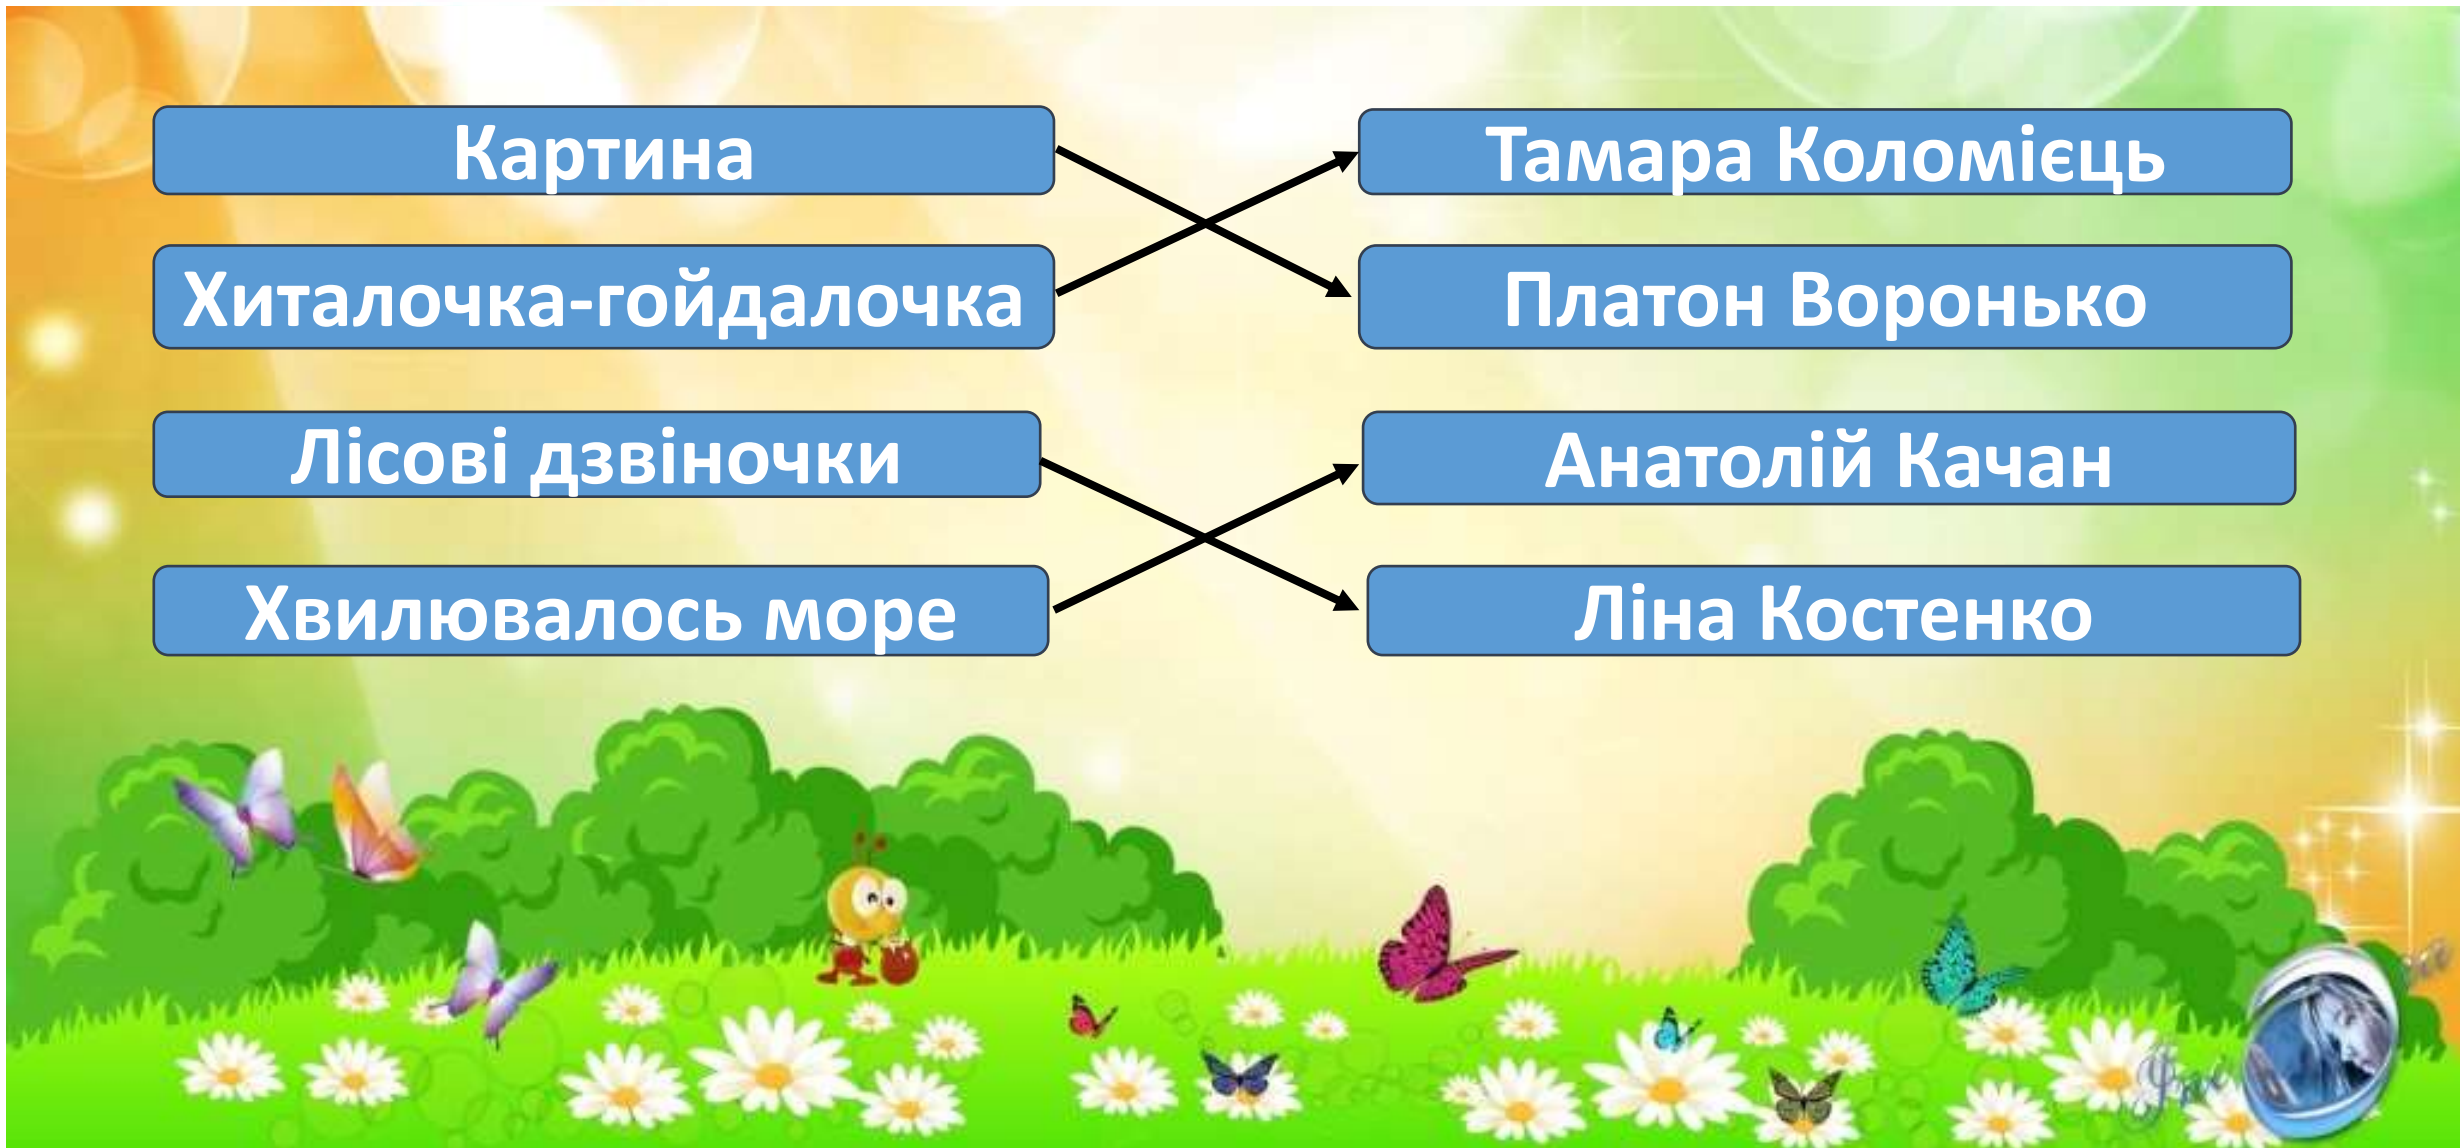 Картина
Тамара Коломієць
Хиталочка-гойдалочка
Платон Воронько
Лісові дзвіночки
Анатолій Качан
Хвилювалось море
Ліна Костенко